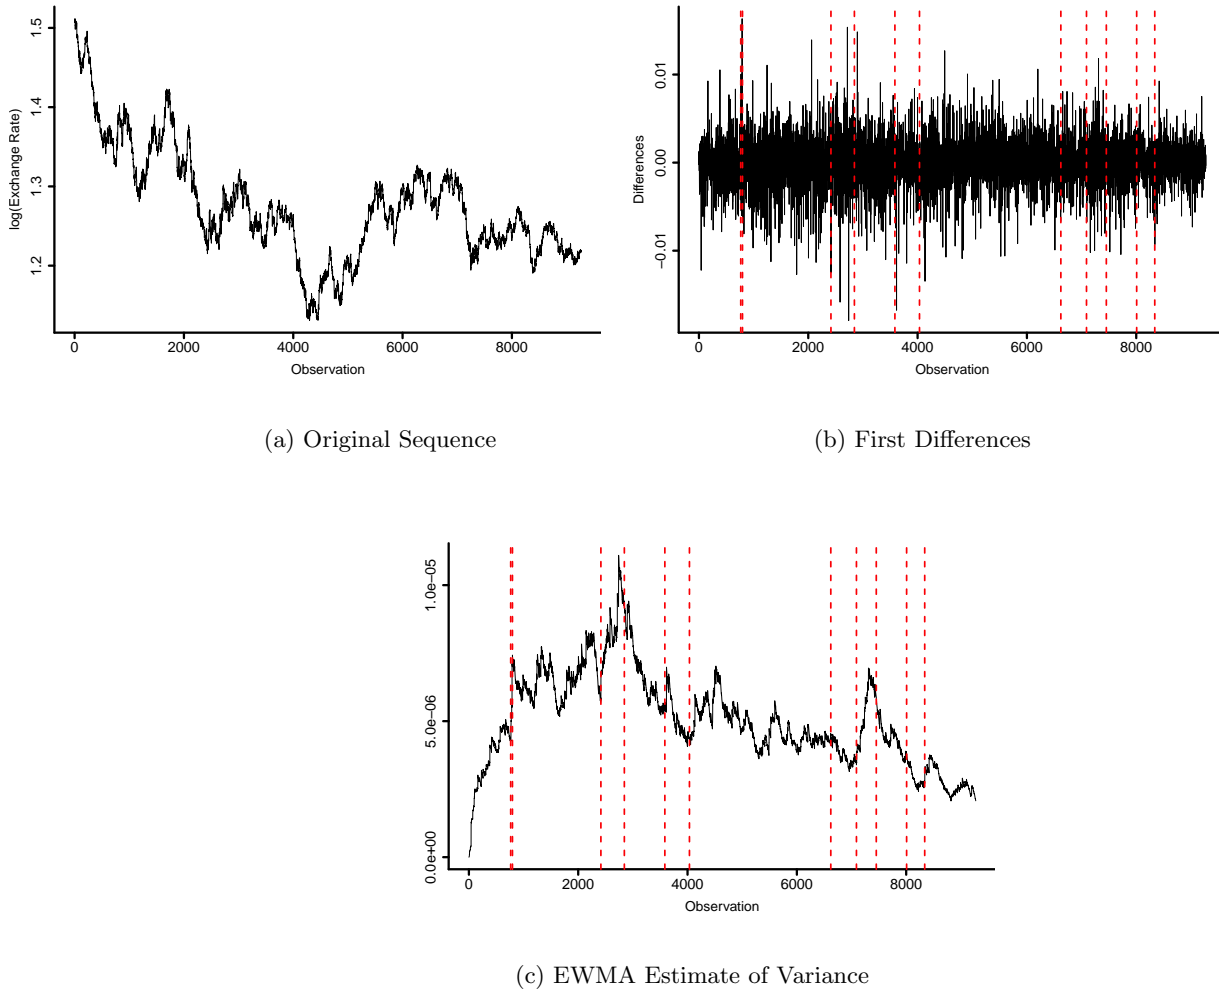 1.5
1.4
1.3
1.2
log(Exchange Rate)
0 2000 4000 6000 8000
Observation
(a) Original Sequence
0.01
0.00
−0.01
Differences
0 2000 4000 6000 8000
Observation
(b) First Differences
1.0e−05
5.0e−06
0.0e+00
0 2000 4000 6000 8000
Observation
(c) EWMA Estimate of Variance